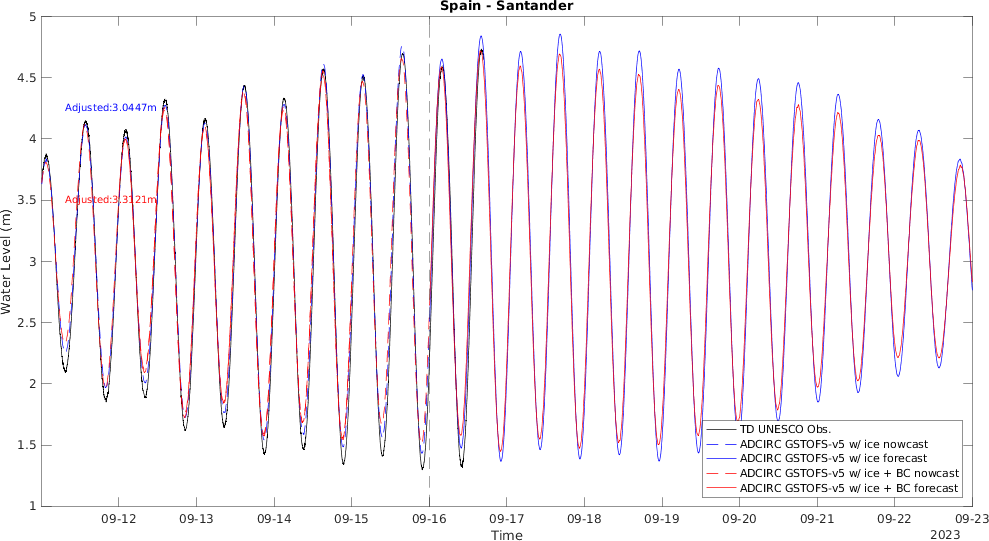 Spain - Santander
5
4.5
4
3.5
3
2.5
2
1.5
1
Water Level (m)
Adjusted:3.0447m
Adjusted:3.3121m
TD UNESCO Obs.
ADCIRC GSTOFS-v5 w/ ice nowcast
ADCIRC GSTOFS-v5 w/ ice forecast
ADCIRC GSTOFS-v5 w/ ice + BC nowcast
ADCIRC GSTOFS-v5 w/ ice + BC forecast
09-12 09-13 09-14 09-15 09-16 09-17 09-18 09-19 09-20 09-21 09-22 09-23
Time
2023